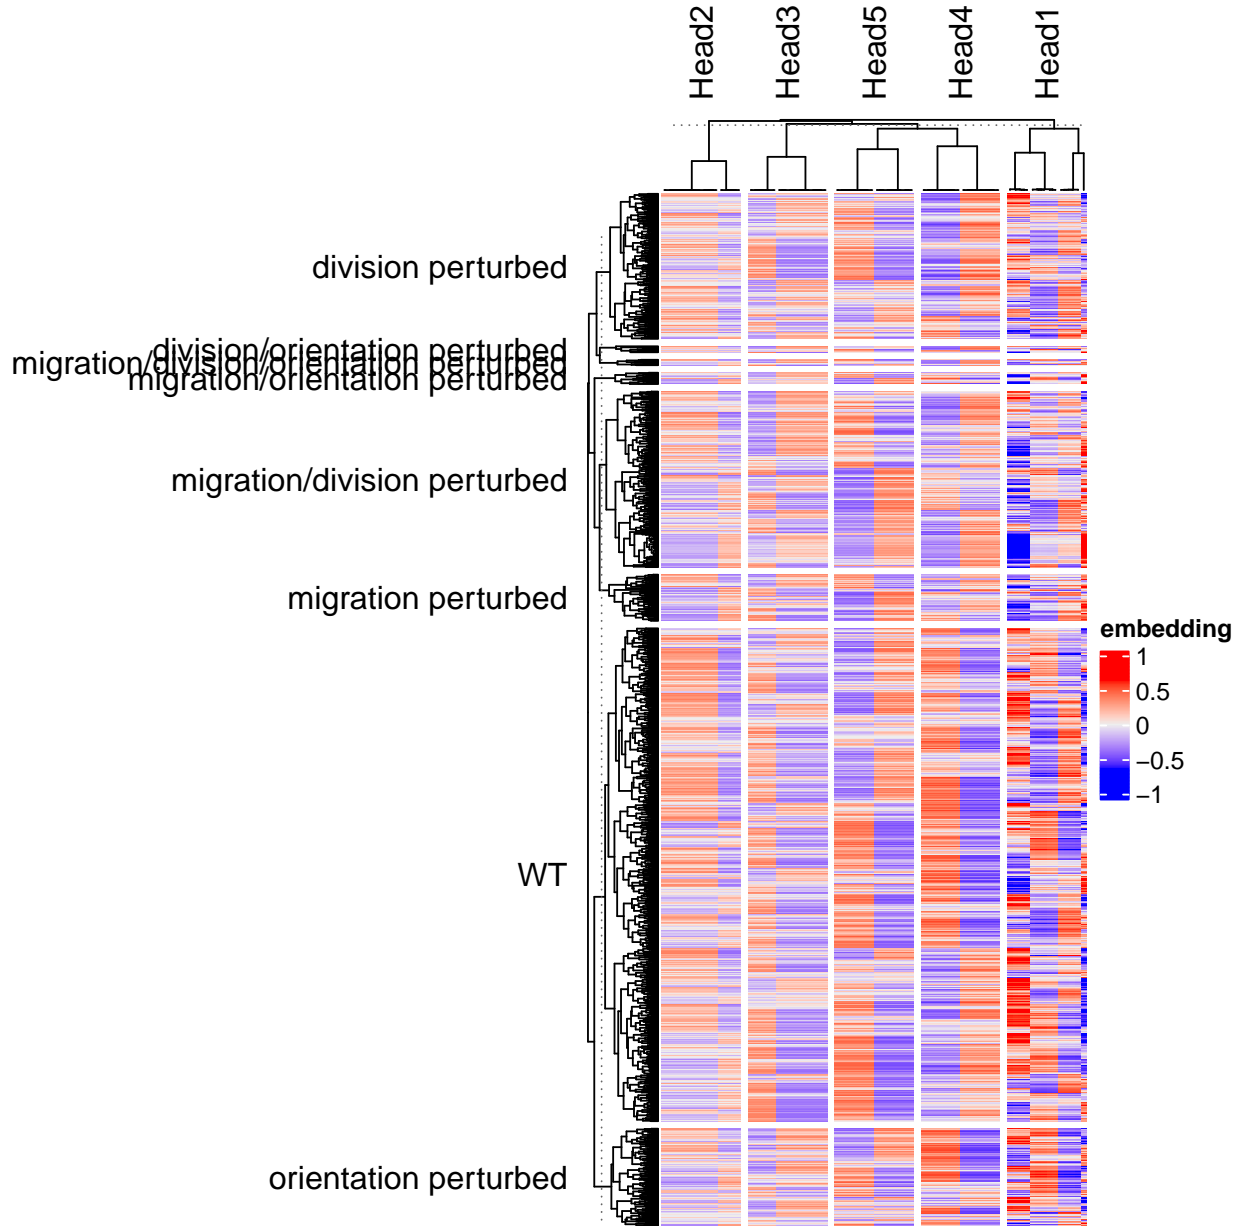 Head2
Head3
Head5
Head4
Head1
division perturbed
division/orientation perturbed
migration/division/orientation perturbed
migration/orientation perturbed
migration/division perturbed
migration perturbed
WT
orientation perturbed
embedding
1
0.5
0
−0.5
−1